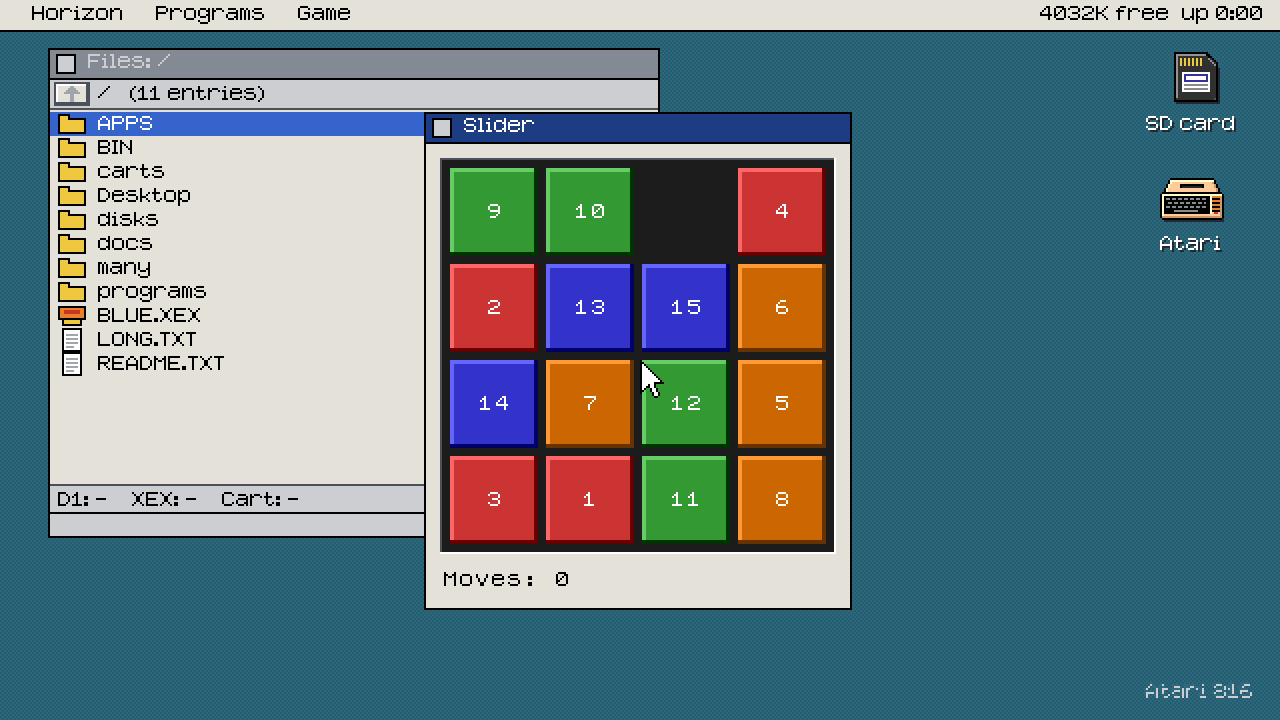 Horizon Programs Game 4032K free up 0:00
Files: /
/ (11 entries)
APPS
BIN
carts
Desktop
disks
docs
many
programs
BLUE.XEX
LONG.TXT
README.TXT
D1: - XEX: - Cart: -
Slider
9 10 4
2 13 15 6
14 7 12 5
3 1 11 8
Moves: 0
SD card
Atari
Atari 816